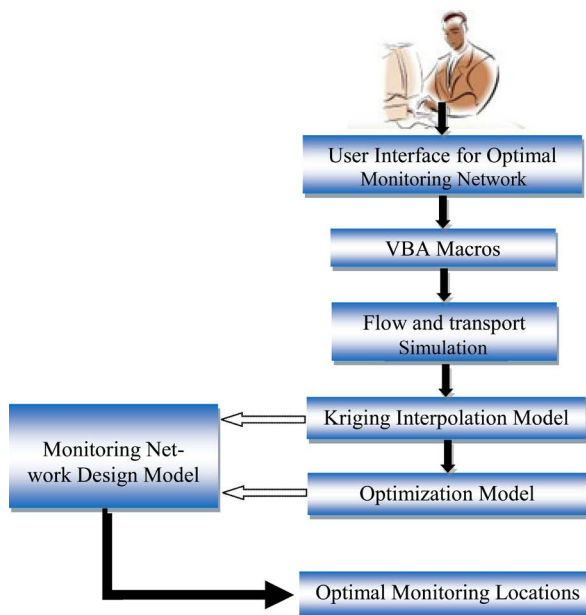 User Interface for Optimal
Monitoring Network
VBA Macros
Flow and transport
Simulation
Kriging Interpolation Model
Monitoring Net-
work Design Model
Optimization Model
Optimal Monitoring Locations